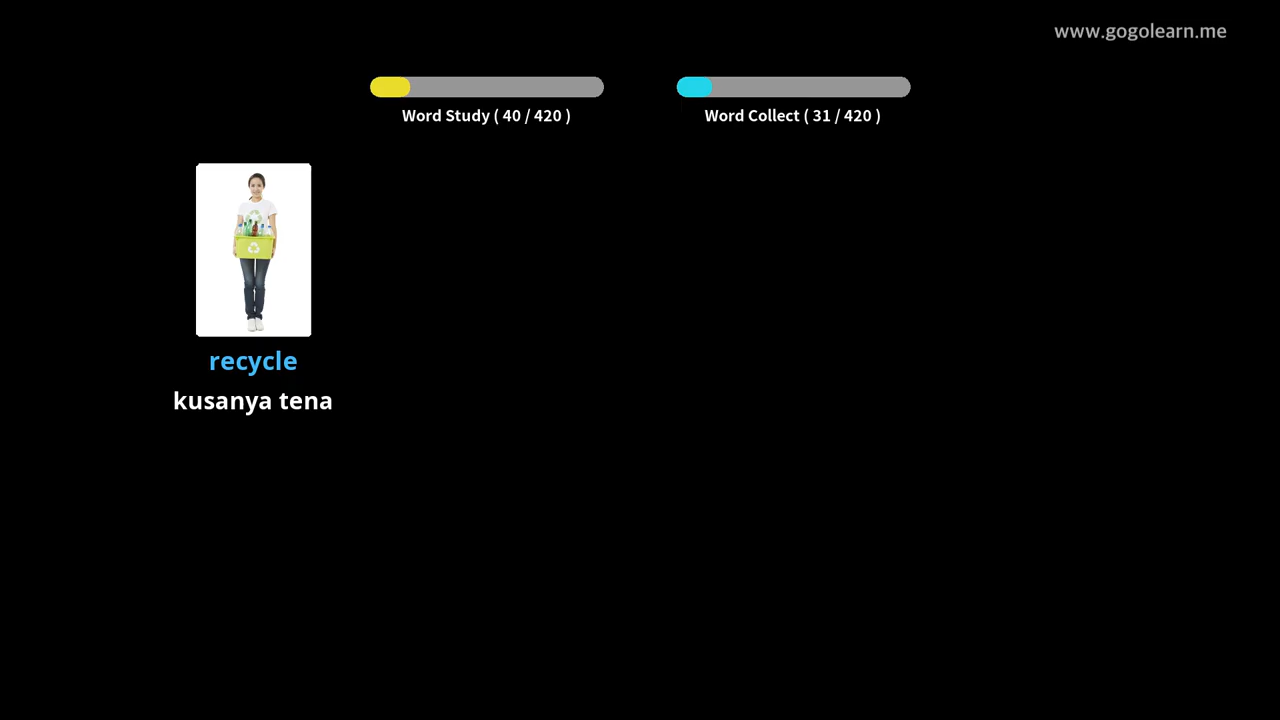 www.gogolearn.me
Word Study ( 40 / 420 )
Word Collect ( 31 / 420 )
recycle
kusanya tena